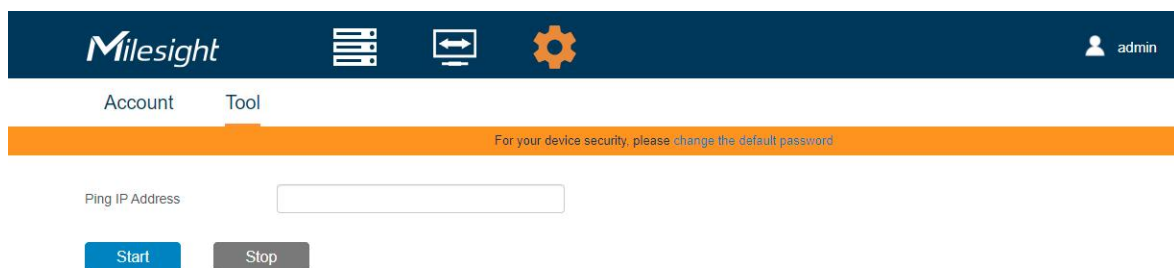 Milesight
admin
Account Tool
For your device security, please change the default password
Ping IP Address
Start Stop